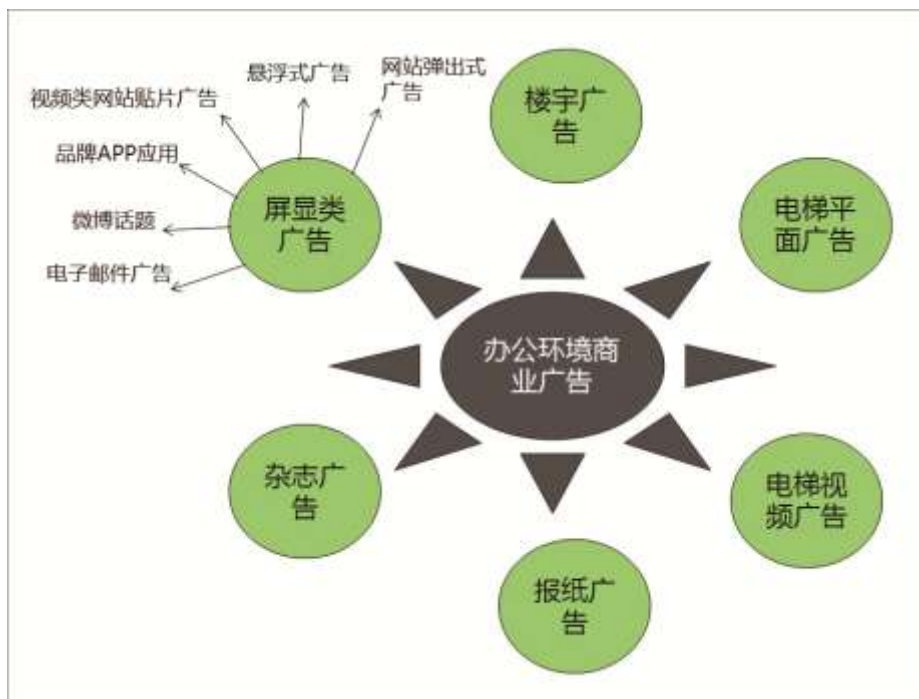 悬浮式广告
网站弹出式
广告
视频类网站贴片广告
品牌APP应用
微博话题
电子邮件广告
屏显类
广告
楼宇广
告
电梯平
面广告
办公环境商
业广告
杂志广
告
电梯视
频广告
报纸广
告